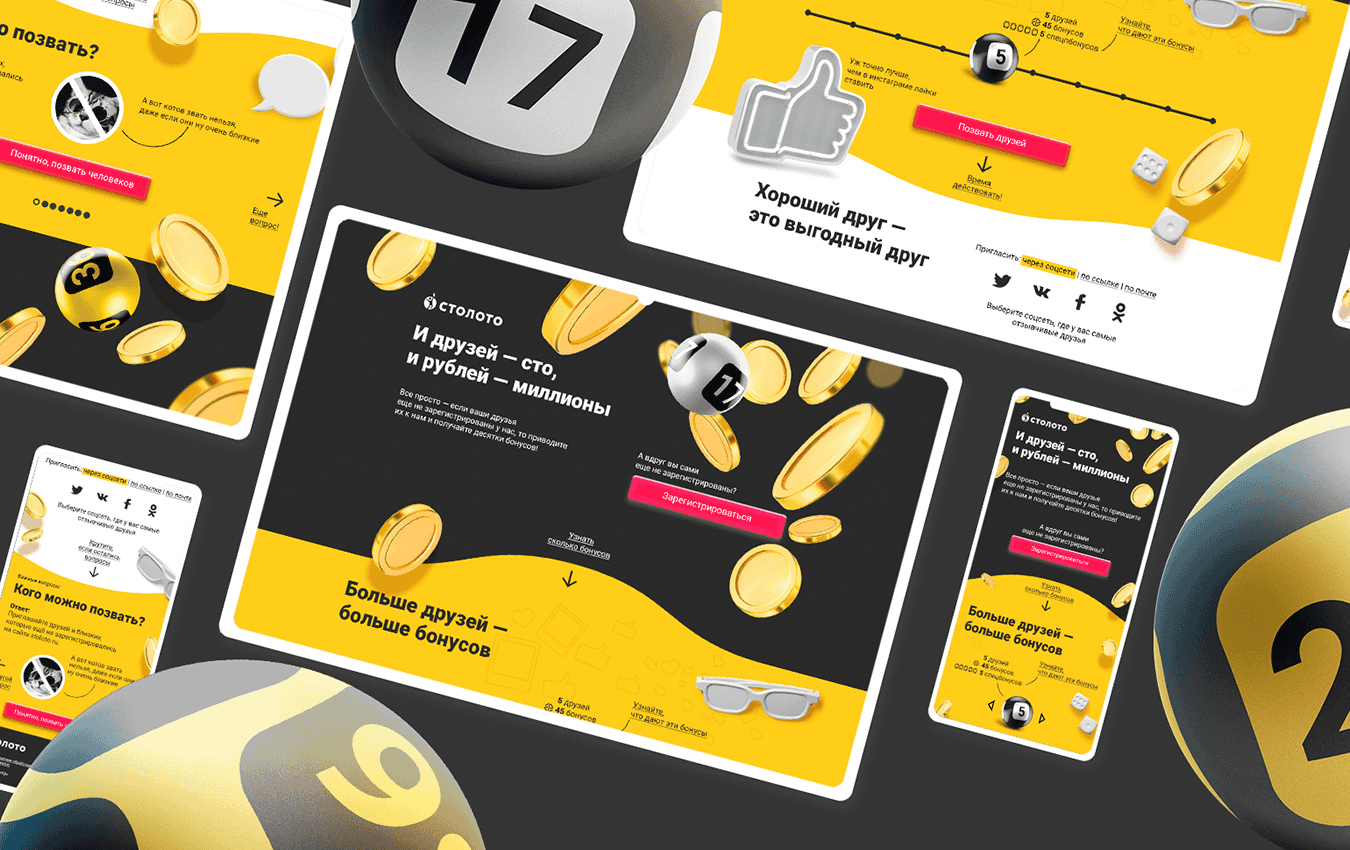 о позвать?
А вот котов звать нельзя,
даже если они ну очень близкие
Понятно, позвать человеков
Еще
вопрос!
3
17
5 друзей
45 бонусов
5 спецбонусов
Узнайте,
что дают эти бонусы
5
Уж точно лучше,
чем в инстаграме лайки
ставить
Позвать друзей
Время
действовать!
Хороший друг —
это выгодный друг
Пригласить: через соцсети | по ссылке | по почте
Выберите соцсеть, где у вас самые
отзывчивые друзья
СТОЛОТО
И друзей — сто,
и рублей — миллионы
Все просто — если ваши друзья
еще не зарегистрированы у нас, то приводите
их к нам и получайте десятки бонусов!
17
А вдруг вы сами
еще не зарегистрированы?
Зарегистрироваться
Узнать
сколько бонусов
Больше друзей —
больше бонусов
5 друзей
45 бонусов
Узнайте,
что дают эти бонусы
Пригласить: через соцсети | по ссылке | по почте
Выберите соцсеть, где у вас самые
отзывчивые друзья
Крутить,
если остались
вопросы
Важные вопросы
Кого можно позвать?
Ответ:
Приглашайте друзей и близких,
которые ещё не зарегистрировались
на сайте stoloto.ru
А вот котов звать
нельзя, даже если они
ну очень близкие
Понятно, позвать
СТОЛОТО
И друзей — сто,
и рублей — миллионы
Все просто — если ваши друзья
еще не зарегистрированы у нас, то приводите
их к нам и получайте десятки бонусов!
А вдруг вы сами
еще не зарегистрированы?
Зарегистрироваться
Узнать
сколько бонусов
Больше друзей —
больше бонусов
5 друзей
45 бонусов
5 спецбонусов
Узнайте,
что дают эти бонусы
5
2